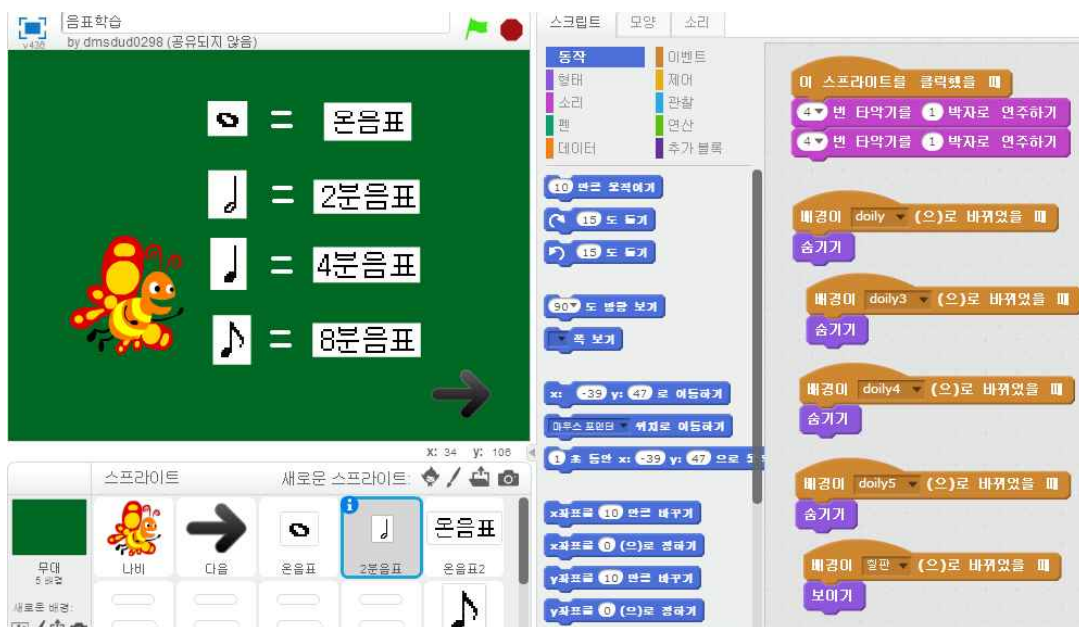 음표학습
v430 by dmsdud0298 (공유되지 않음)
= 온음표
= 2분음표
= 4분음표
= 8분음표
x: 34 y: 106
스프라이트 새로운 스프라이트:
무대
5 배경
새로운 배경:
나비 다음 온음표 2분음표 온음표 온음표2
스크립트 모양 소리
동작 이벤트
형태 제어
소리 관찰
펜 연산
데이터 추가 블록
10 만큼 움직이기
15 도 돌기
15 도 돌기
90 도 방향 보기
쪽 보기
x: -39 y: 47 로 이동하기
마우스 포인터 위치로 이동하기
1 초 동안 x: -39 y: 47 으로
x좌표를 10 만큼 바꾸기
x좌표를 0 (으)로 정하기
y좌표를 10 만큼 바꾸기
y좌표를 0 (으)로 정하기
이 스프라이트를 클릭했을 때
4 번 타악기를 1 박자로 연주하기
4 번 타악기를 1 박자로 연주하기
배경이 doily (으)로 바뀌었을 때
숨기기
배경이 doily3 (으)로 바뀌었을 때
숨기기
배경이 doily4 (으)로 바뀌었을 때
숨기기
배경이 doily5 (으)로 바뀌었을 때
숨기기
배경이 칠판 (으)로 바뀌었을 때
보이기